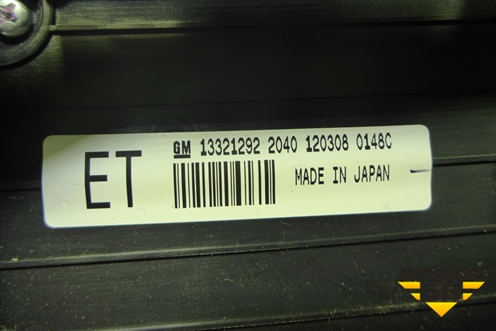 ET
GM 13321292 2040 120308 0148C
MADE IN JAPAN